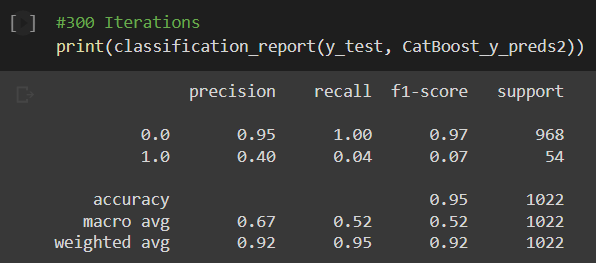 [ ] #300 Iterations
print(classification_report(y_test, CatBoost_y_preds2))
precision recall f1-score support
0.0 0.95 1.00 0.97 968
1.0 0.40 0.04 0.07 54
accuracy 0.95 1022
macro avg 0.67 0.52 0.52 1022
weighted avg 0.92 0.95 0.92 1022